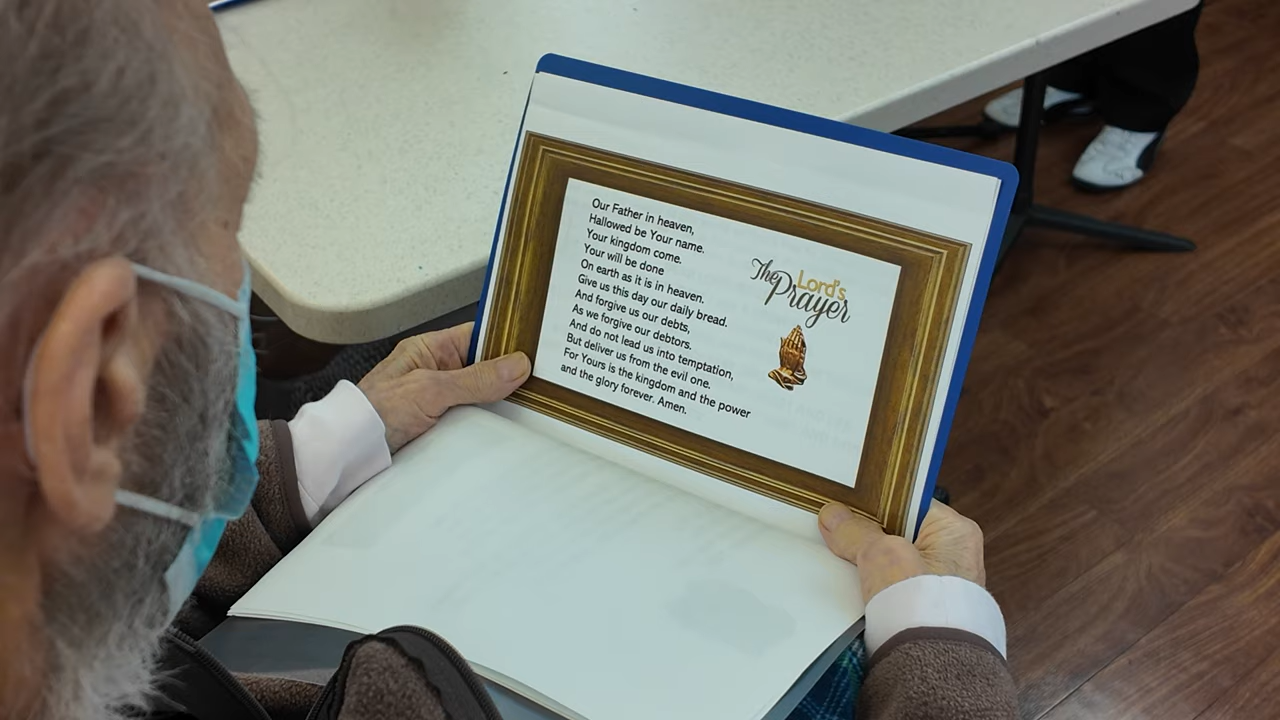 Our Father in heaven,
Hallowed be Your name.
Your kingdom come.
Your will be done
On earth as it is in heaven.
Give us this day our daily bread.
And forgive us our debts,
As we forgive our debtors.
And do not lead us into temptation,
But deliver us from the evil one.
For Yours is the kingdom and the power
and the glory forever. Amen.
The Lord's
Prayer